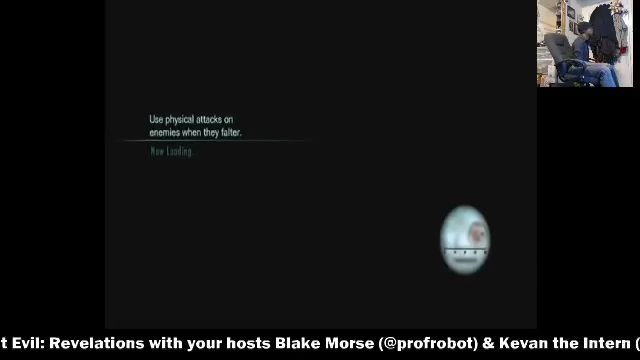 Use physical attacks on
enemies when they falter.
Now Loading...
t Evil: Revelations with your hosts Blake Morse (@profrobot) & Kevan the Intern (